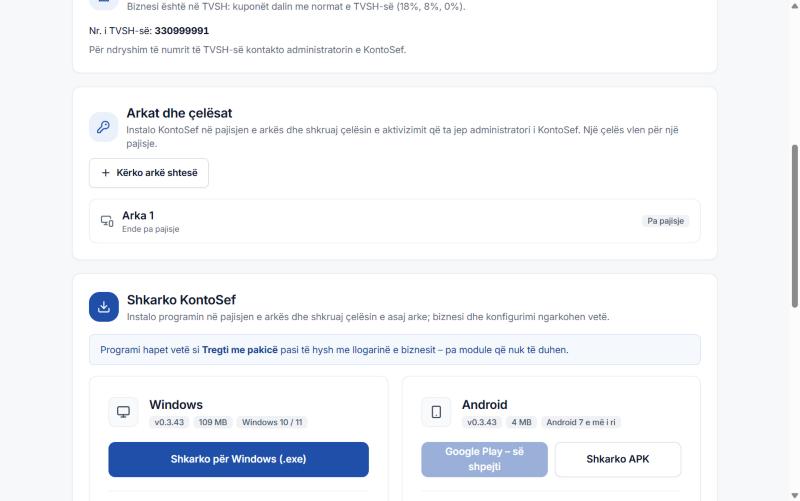 Biznesi është në TVSH: kuponët dalin me normat e TVSH-së (18%, 8%, 0%).
Nr. i TVSH-së: 330999991
Për ndryshim të numrit të TVSH-së kontakto administratorin e KontoSef.
Arkat dhe çelësat
Instalo KontoSef në pajisjen e arkës dhe shkruaj çelësin e aktivizimit që ta jep administratori i KontoSef. Një çelës vlen për një
pajisje.
+ Kërko arkë shtesë
Arka 1
Ende pa pajisje
Pa pajisje
Shkarko KontoSef
Instalo programin në pajisjen e arkës dhe shkruaj çelësin e asaj arke; biznesi dhe konfigurimi ngarkohen vetë.
Programi hapet vetë si Tregti me pakicë pasi të hysh me llogarinë e biznesit – pa module që nuk të duhen.
Windows
v0.3.43 109 MB Windows 10 / 11
Shkarko për Windows (.exe)
Android
v0.3.43 4 MB Android 7 e më i ri
Google Play – së
shpejti
Shkarko APK